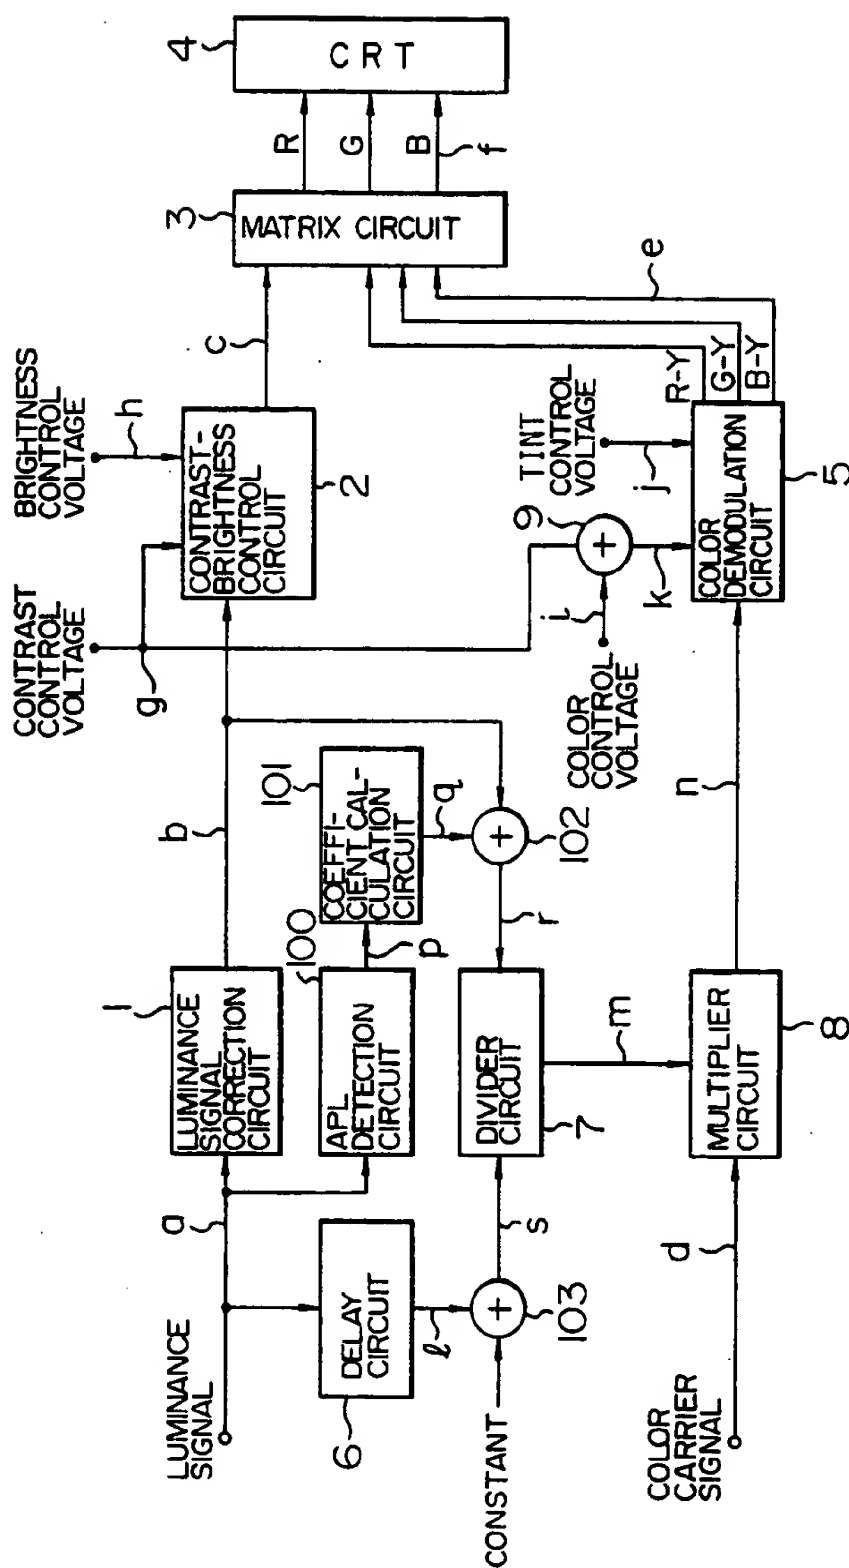 LUMINANCE
SIGNAL
a
1
LUMINANCE
SIGNAL
CORRECTION
CIRCUIT
b
CONTRAST
CONTROL
VOLTAGE
g
BRIGHTNESS
CONTROL
VOLTAGE
h
CONTRAST-
BRIGHTNESS
CONTROL
CIRCUIT
2
c
3
MATRIX CIRCUIT
R
G
B
f
4
CRT
6
DELAY
CIRCUIT
ℓ
100
APL
DETECTION
CIRCUIT
p
101
COEFFI-
CIENT CAL-
CULATION
CIRCUIT
q
+
102
r
CONSTANT
+
103
s
DIVIDER
CIRCUIT
7
m
COLOR
CONTROL
VOLTAGE
i
9
+
k
TINT
CONTROL
VOLTAGE
j
COLOR
CARRIER
SIGNAL
d
MULTIPLIER
CIRCUIT
8
n
COLOR
DEMODULATION
CIRCUIT
5
R-Y
G-Y
B-Y
e